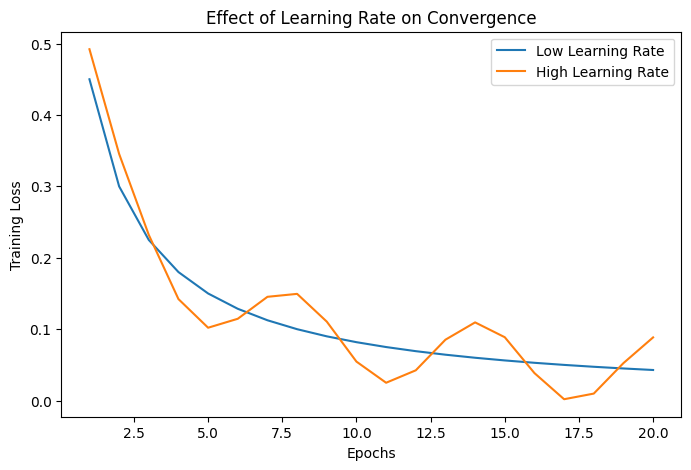 Effect of Learning Rate on Convergence
Low Learning Rate
High Learning Rate
Training Loss
0.5
0.4
0.3
0.2
0.1
0.0
2.5 5.0 7.5 10.0 12.5 15.0 17.5 20.0
Epochs